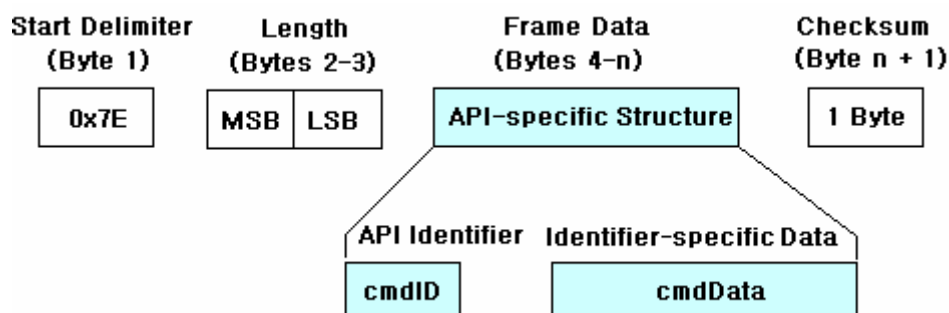 Start Delimiter
(Byte 1)
Length
(Bytes 2-3)
Frame Data
(Bytes 4-n)
Checksum
(Byte n + 1)
0x7E
MSB
LSB
API-specific Structure
1 Byte
API Identifier
Identifier-specific Data
cmdID
cmdData